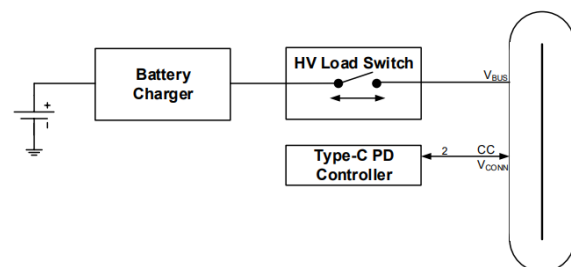 Battery
Charger
HV Load Switch
VBUS
Type-C PD
Controller
2
CC
VCONN
+